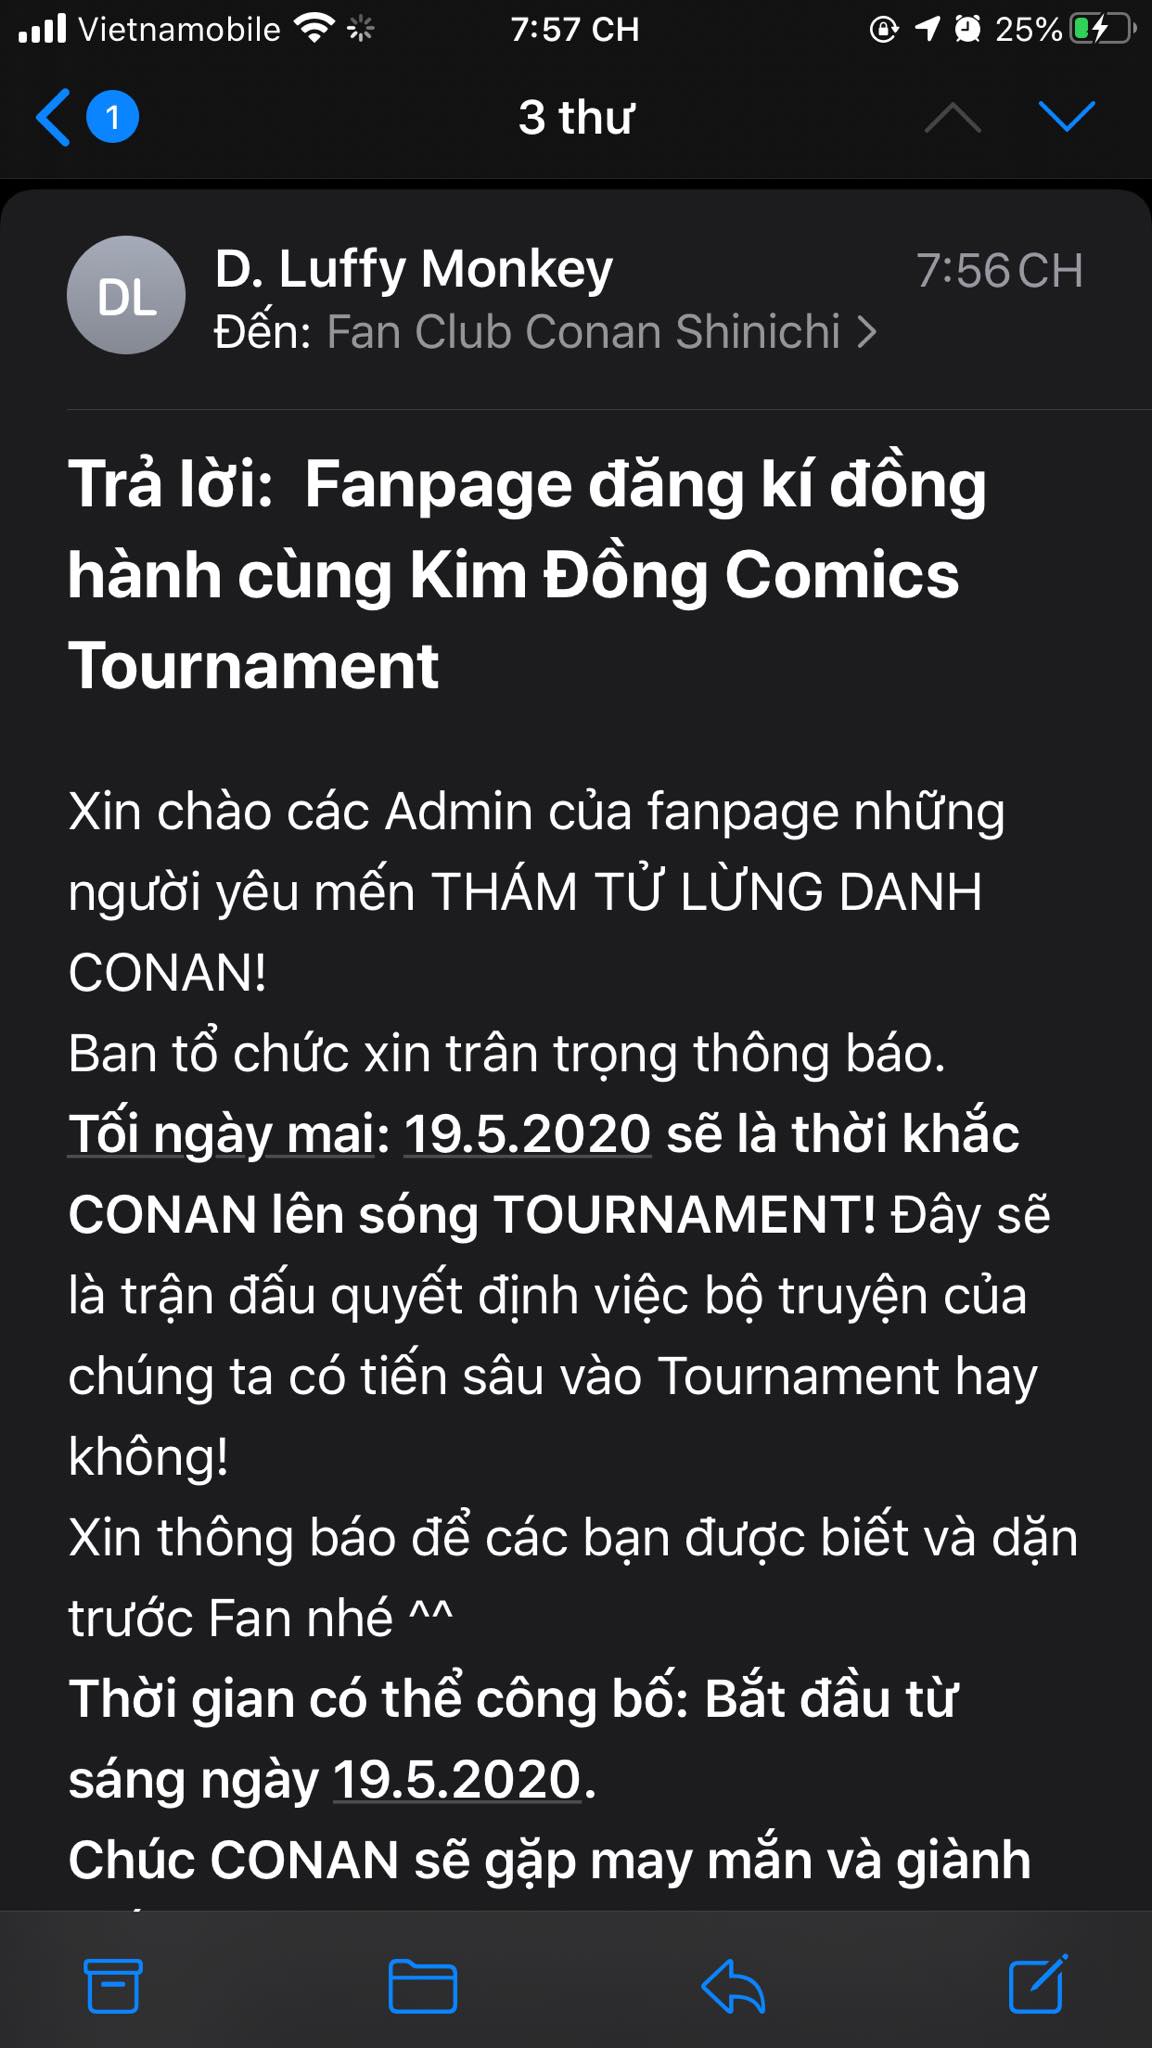 Vietnamobile 7:57 CH 25%
1 3 thư
DL D. Luffy Monkey 7:56 CH
Đến: Fan Club Conan Shinichi
Trả lời: Fanpage đăng kí đồng
hành cùng Kim Đồng Comics
Tournament
Xin chào các Admin của fanpage những
người yêu mến THÁM TỬ LỪNG DANH
CONAN!
Ban tổ chức xin trân trọng thông báo.
Tối ngày mai: 19.5.2020 sẽ là thời khắc
CONAN lên sóng TOURNAMENT! Đây sẽ
là trận đấu quyết định việc bộ truyện của
chúng ta có tiến sâu vào Tournament hay
không!
Xin thông báo để các bạn được biết và dặn
trước Fan nhé ^^
Thời gian có thể công bố: Bắt đầu từ
sáng ngày 19.5.2020.
Chúc CONAN sẽ gặp may mắn và giành